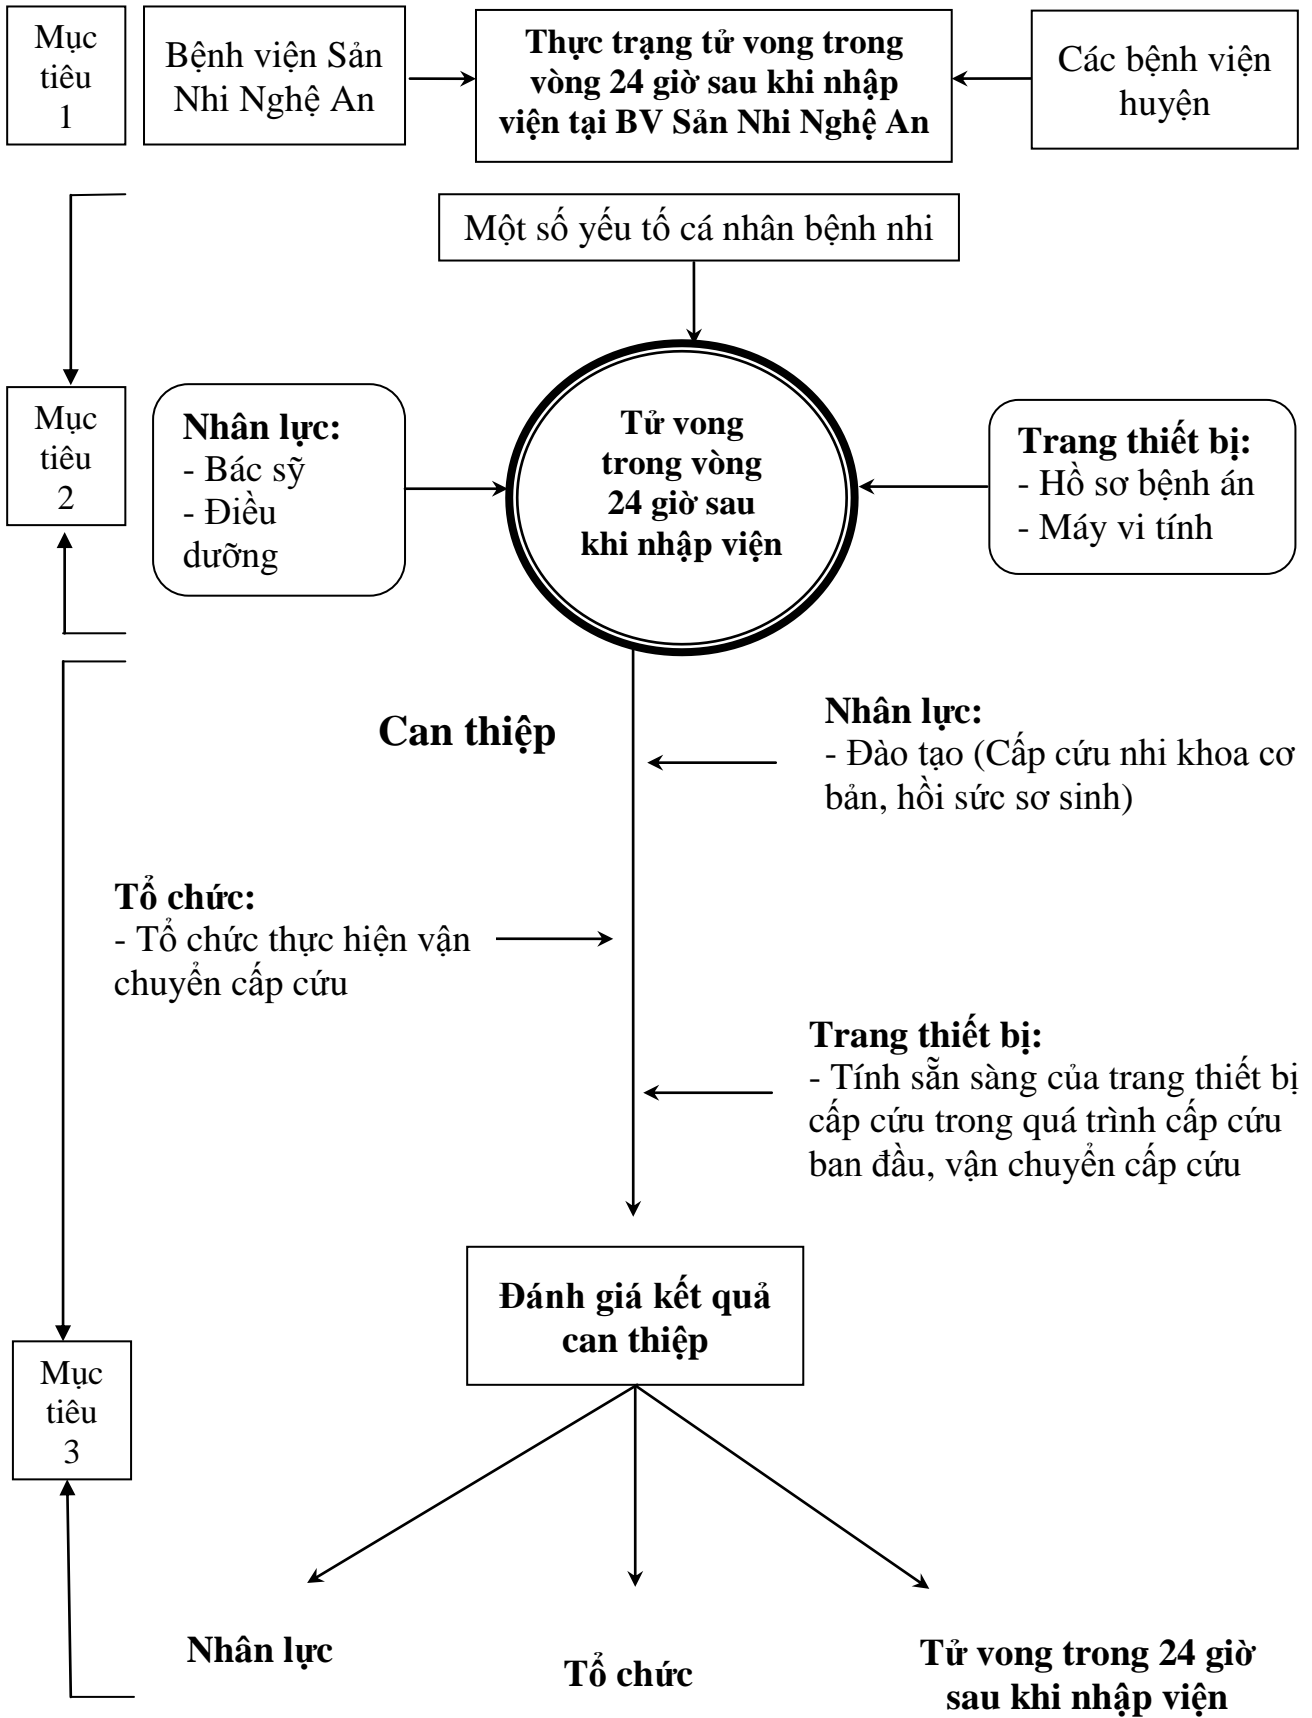 Mục
tiêu
1
Bệnh viện Sản
Nhi Nghệ An
Thực trạng tử vong trong
vòng 24 giờ sau khi nhập
viện tại BV Sản Nhi Nghệ An
Các bệnh viện
huyện
Một số yếu tố cá nhân bệnh nhi
Mục
tiêu
2
Nhân lực:
- Bác sỹ
- Điều
dưỡng
Tử vong
trong vòng
24 giờ sau
khi nhập viện
Trang thiết bị:
- Hồ sơ bệnh án
- Máy vi tính
Can thiệp
Nhân lực:
- Đào tạo (Cấp cứu nhi khoa cơ
bản, hồi sức sơ sinh)
Tổ chức:
- Tổ chức thực hiện vận
chuyển cấp cứu
Trang thiết bị:
- Tính sẵn sàng của trang thiết bị
cấp cứu trong quá trình cấp cứu
ban đầu, vận chuyển cấp cứu
Đánh giá kết quả
can thiệp
Mục
tiêu
3
Nhân lực
Tổ chức
Tử vong trong 24 giờ
sau khi nhập viện